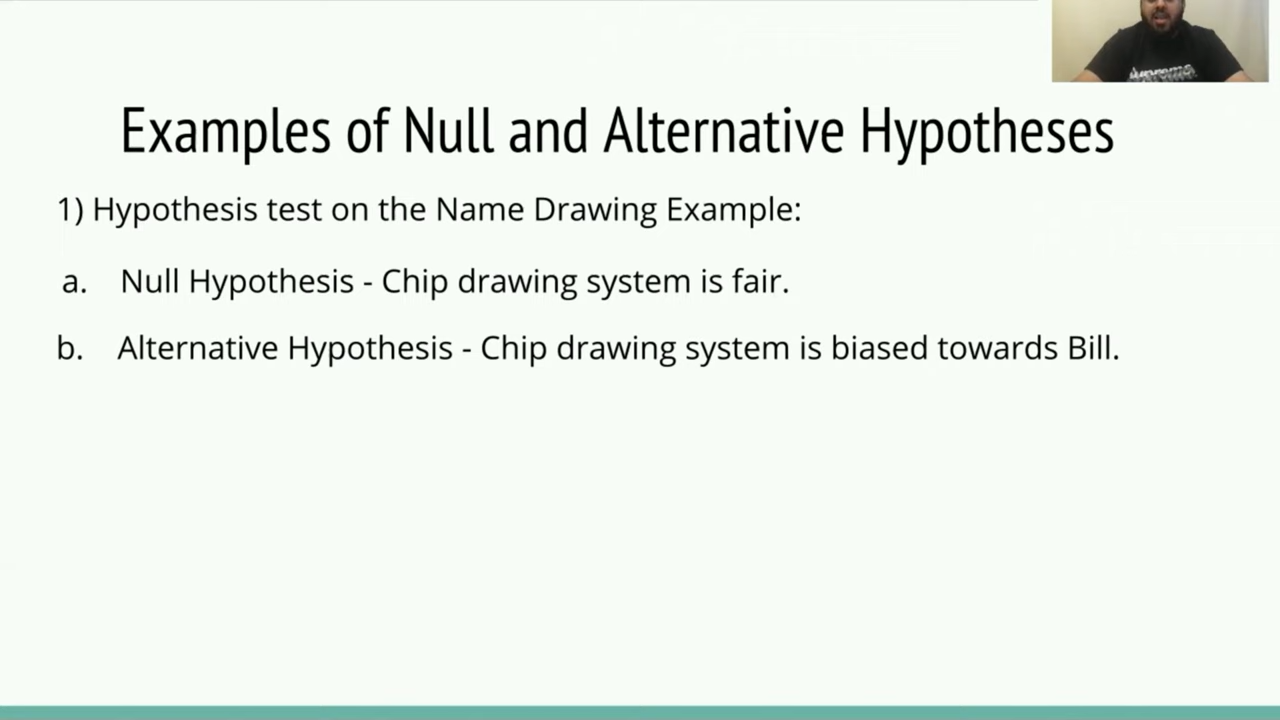 Examples of Null and Alternative Hypotheses
1) Hypothesis test on the Name Drawing Example:
a. Null Hypothesis - Chip drawing system is fair.
b. Alternative Hypothesis - Chip drawing system is biased towards Bill.